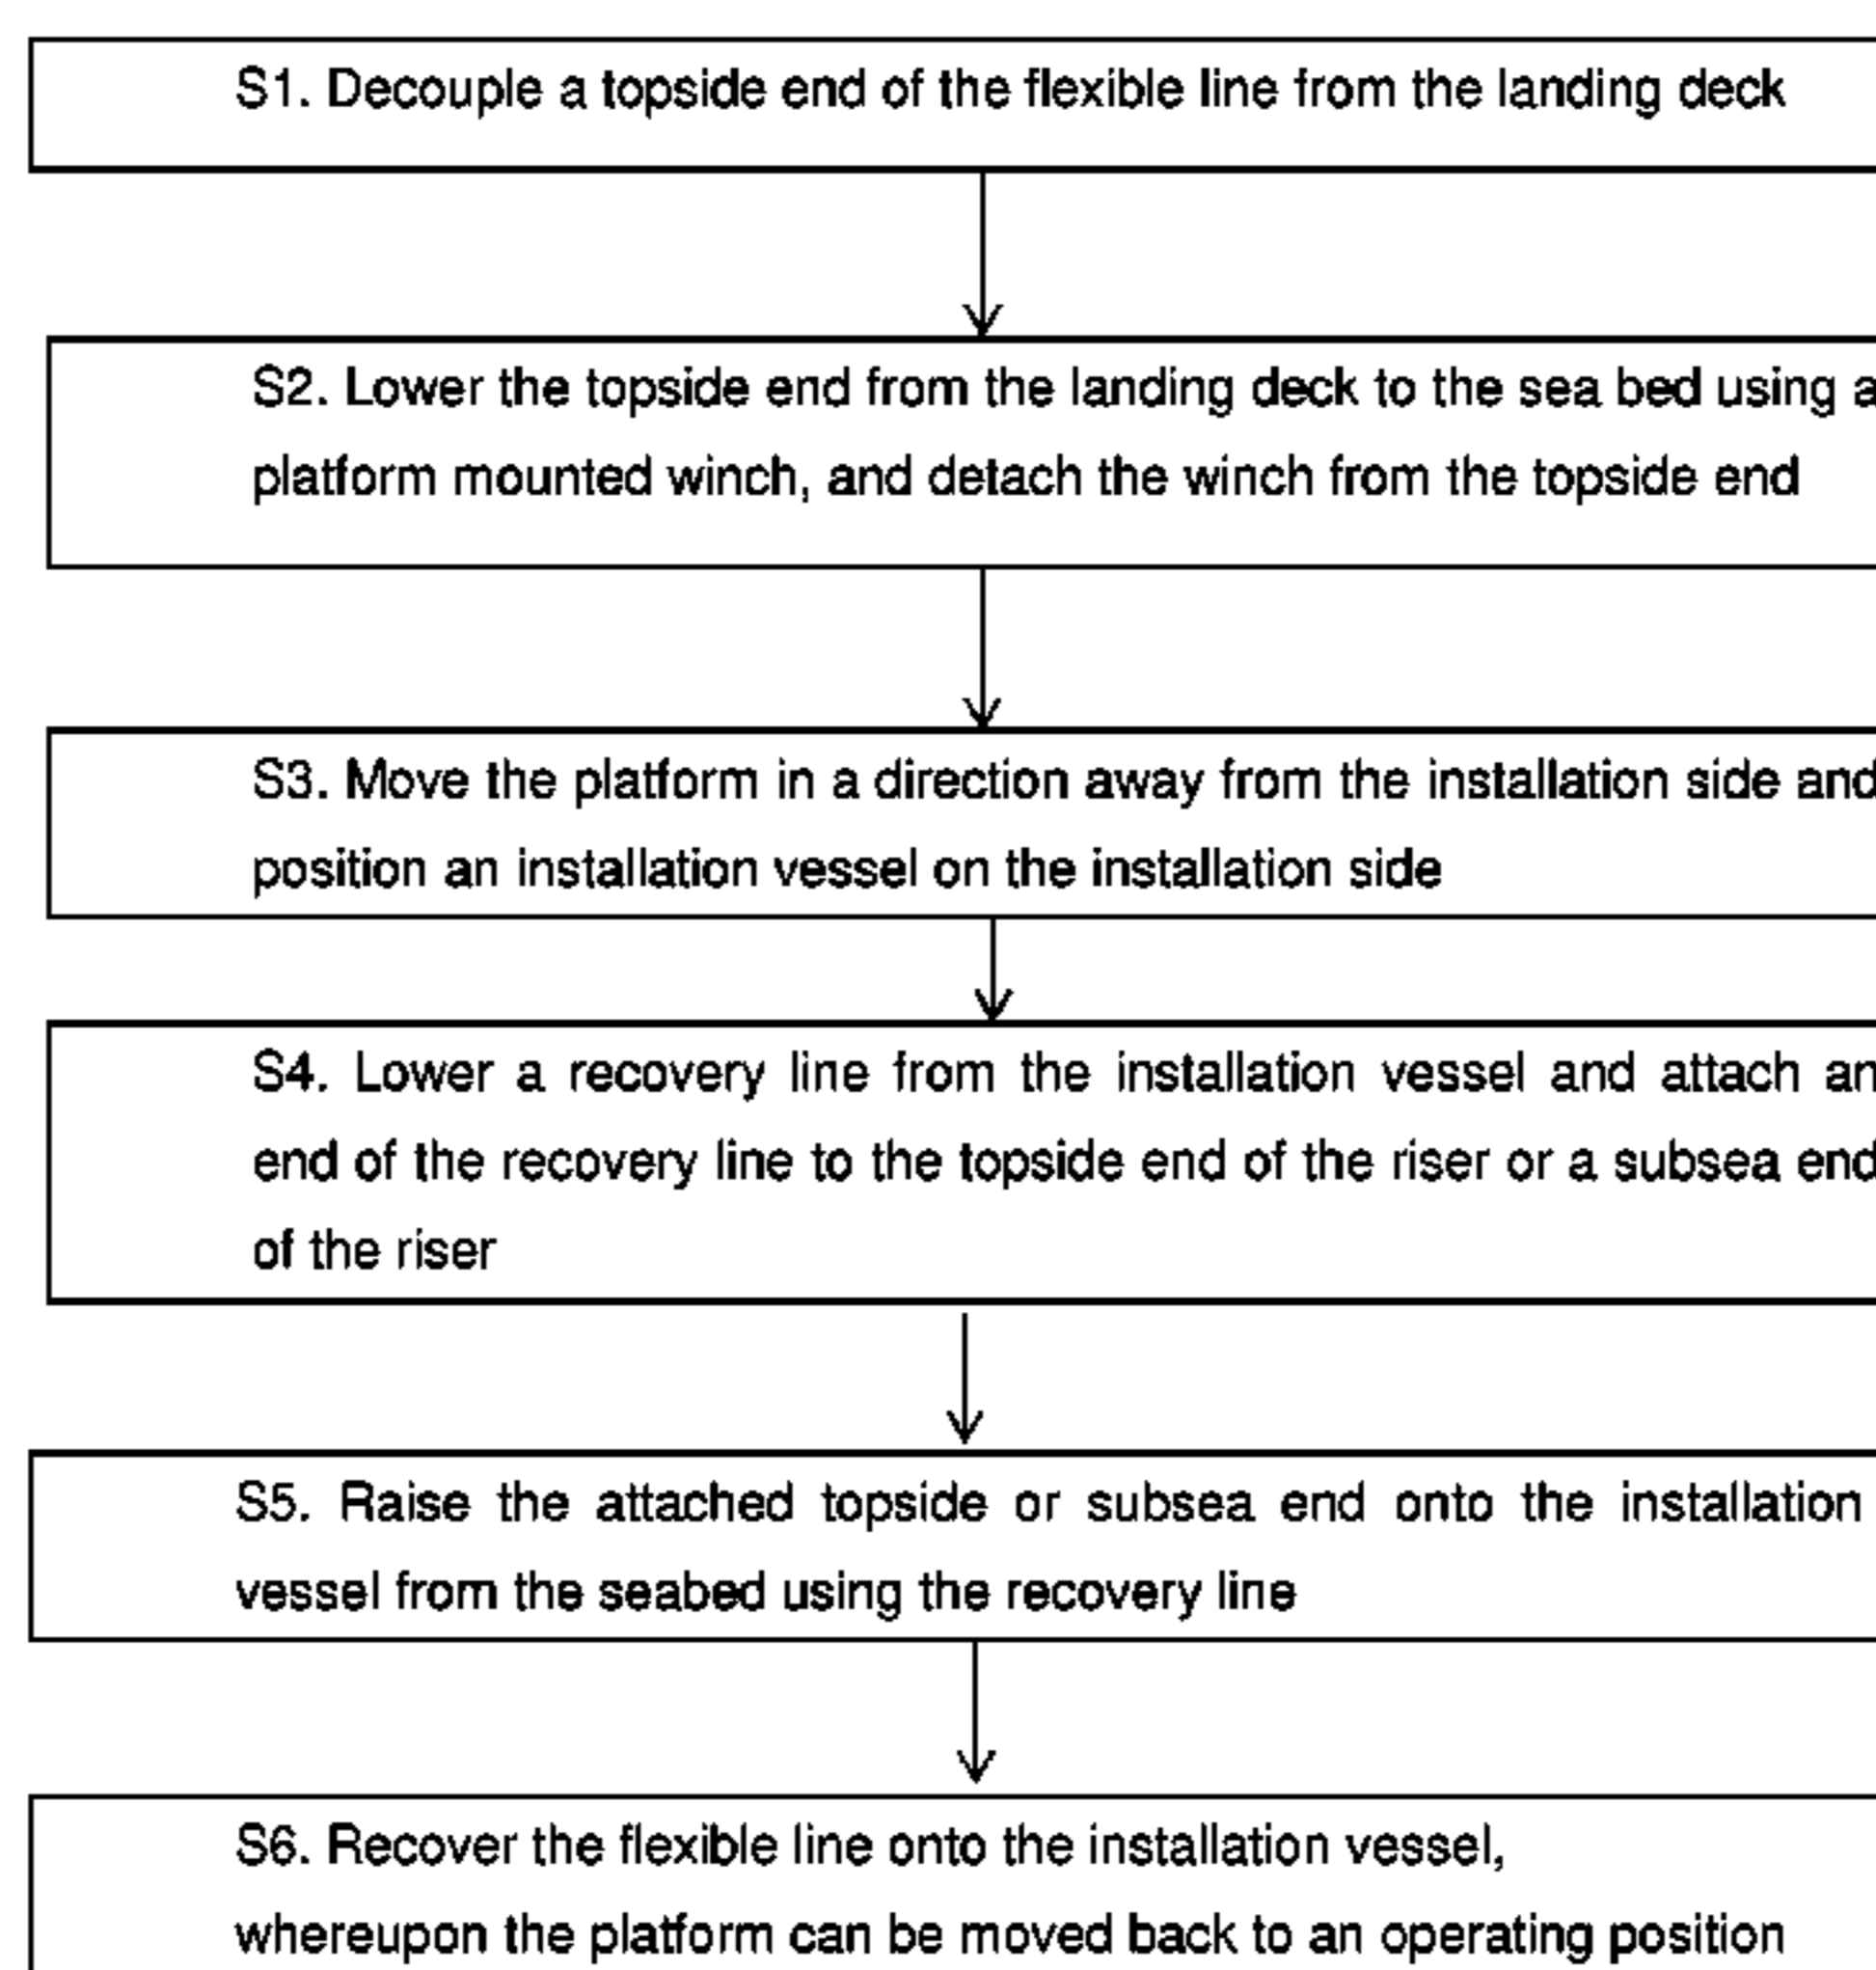 S1. Decouple a topside end of the flexible line from the landing deck
S2. Lower the topside end from the landing deck to the sea bed using a
platform mounted winch, and detach the winch from the topside end
S3. Move the platform in a direction away from the installation side and
position an installation vessel on the installation side
S4. Lower a recovery line from the installation vessel and attach an
end of the recovery line to the topside end of the riser or a subsea end
of the riser
S5. Raise the attached topside or subsea end onto the installation
vessel from the seabed using the recovery line
S6. Recover the flexible line onto the installation vessel,
whereupon the platform can be moved back to an operating position